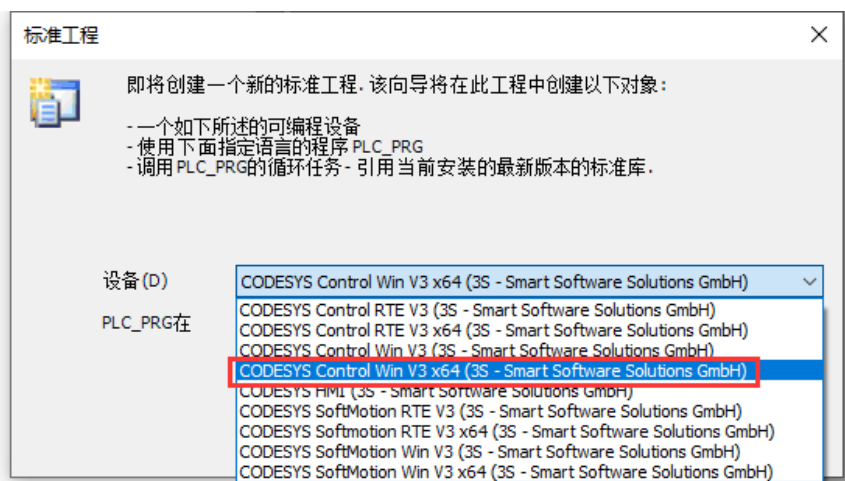 标准工程
即将创建一个新的标准工程.该向导将在此工程中创建以下对象:
-一个如下所述的可编程设备
-使用下面指定语言的程序PLC_PRG
-调用PLC_PRG的循环任务-引用当前安装的最新版本的标准库.
设备(D)
CODESYS Control Win V3 x64 (3S - Smart Software Solutions GmbH)
PLC_PRG在
CODESYS Control RTE V3 (3S - Smart Software Solutions GmbH)
CODESYS Control RTE V3 x64 (3S - Smart Software Solutions GmbH)
CODESYS Control Win V3 (3S - Smart Software Solutions GmbH)
CODESYS Control Win V3 x64 (3S - Smart Software Solutions GmbH)
CODESYS HMI (3S - Smart Software Solutions GmbH)
CODESYS SoftMotion RTE V3 (3S - Smart Software Solutions GmbH)
CODESYS Softmotion RTE V3 x64 (3S - Smart Software Solutions GmbH)
CODESYS SoftMotion Win V3 (3S - Smart Software Solutions GmbH)
CODESYS SoftMotion Win V3 x64 (3S - Smart Software Solutions GmbH)